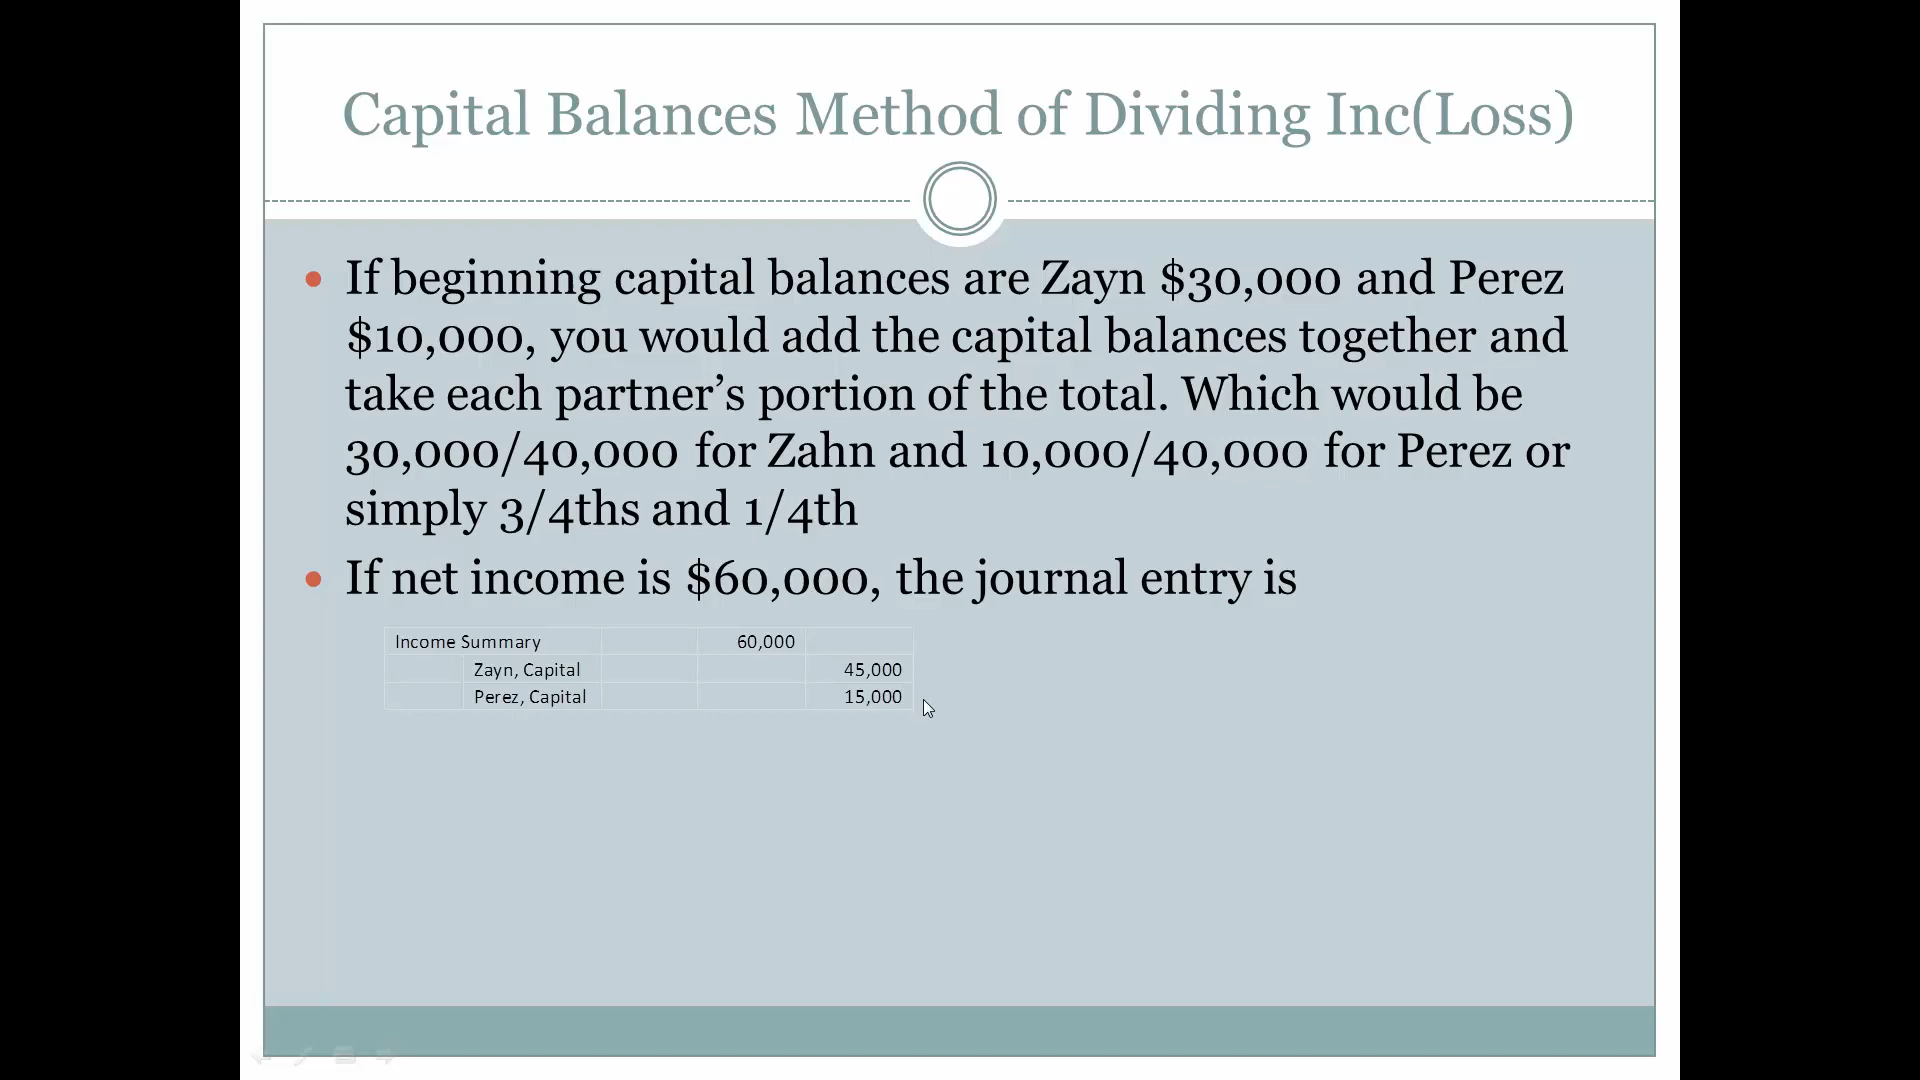 Capital Balances Method of Dividing Inc(Loss)
If beginning capital balances are Zayn $30,000 and Perez
$10,000, you would add the capital balances together and
take each partner’s portion of the total. Which would be
30,000/40,000 for Zahn and 10,000/40,000 for Perez or
simply 3/4ths and 1/4th
If net income is $60,000, the journal entry is
Income Summary 60,000
Zayn, Capital 45,000
Perez, Capital 15,000